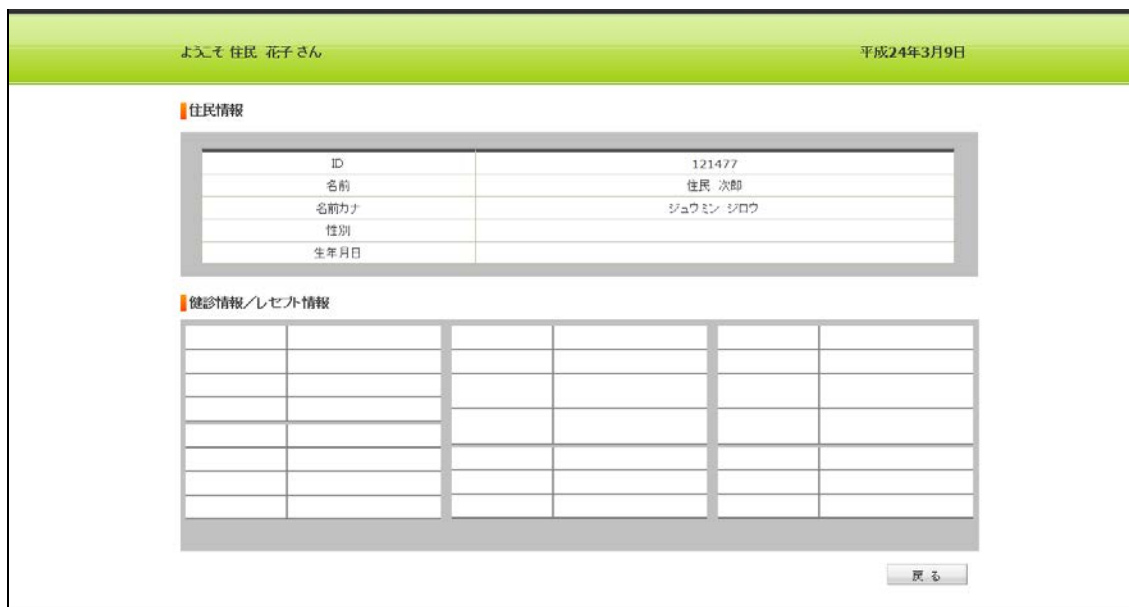 ようこそ 住民 花子 さん 平成24年3月9日
住民情報
ID 121477
名前 住民 次郎
名前カナ ジュウミン ジロウ
性別
生年月日
健診情報／レセプト情報
戻る